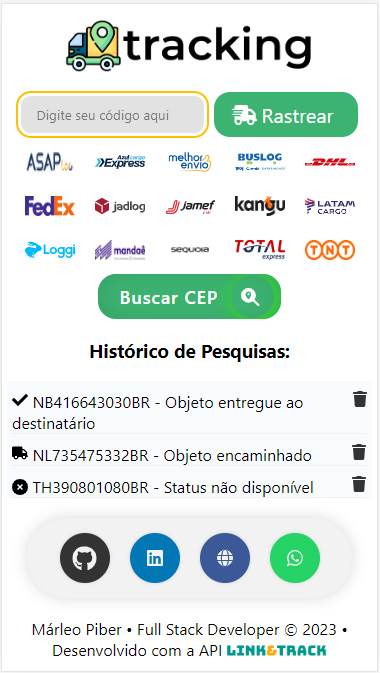 tracking
Digite seu código aqui
Rastrear
ASAP Log
Azul cargo Express
melhor envio
BUSLOG
DHL
FedEx
jadlog
Jamef
kangu
LATAM CARGO
Loggi
mandaê
sequoia
TOTAL express
TNT
Buscar CEP
Histórico de Pesquisas:
NB416643030BR - Objeto entregue ao
destinatário
NL735475332BR - Objeto encaminhado
TH390801080BR - Status não disponível
in
Márleo Piber • Full Stack Developer © 2023 •
Desenvolvido com a API LINK&TRACK